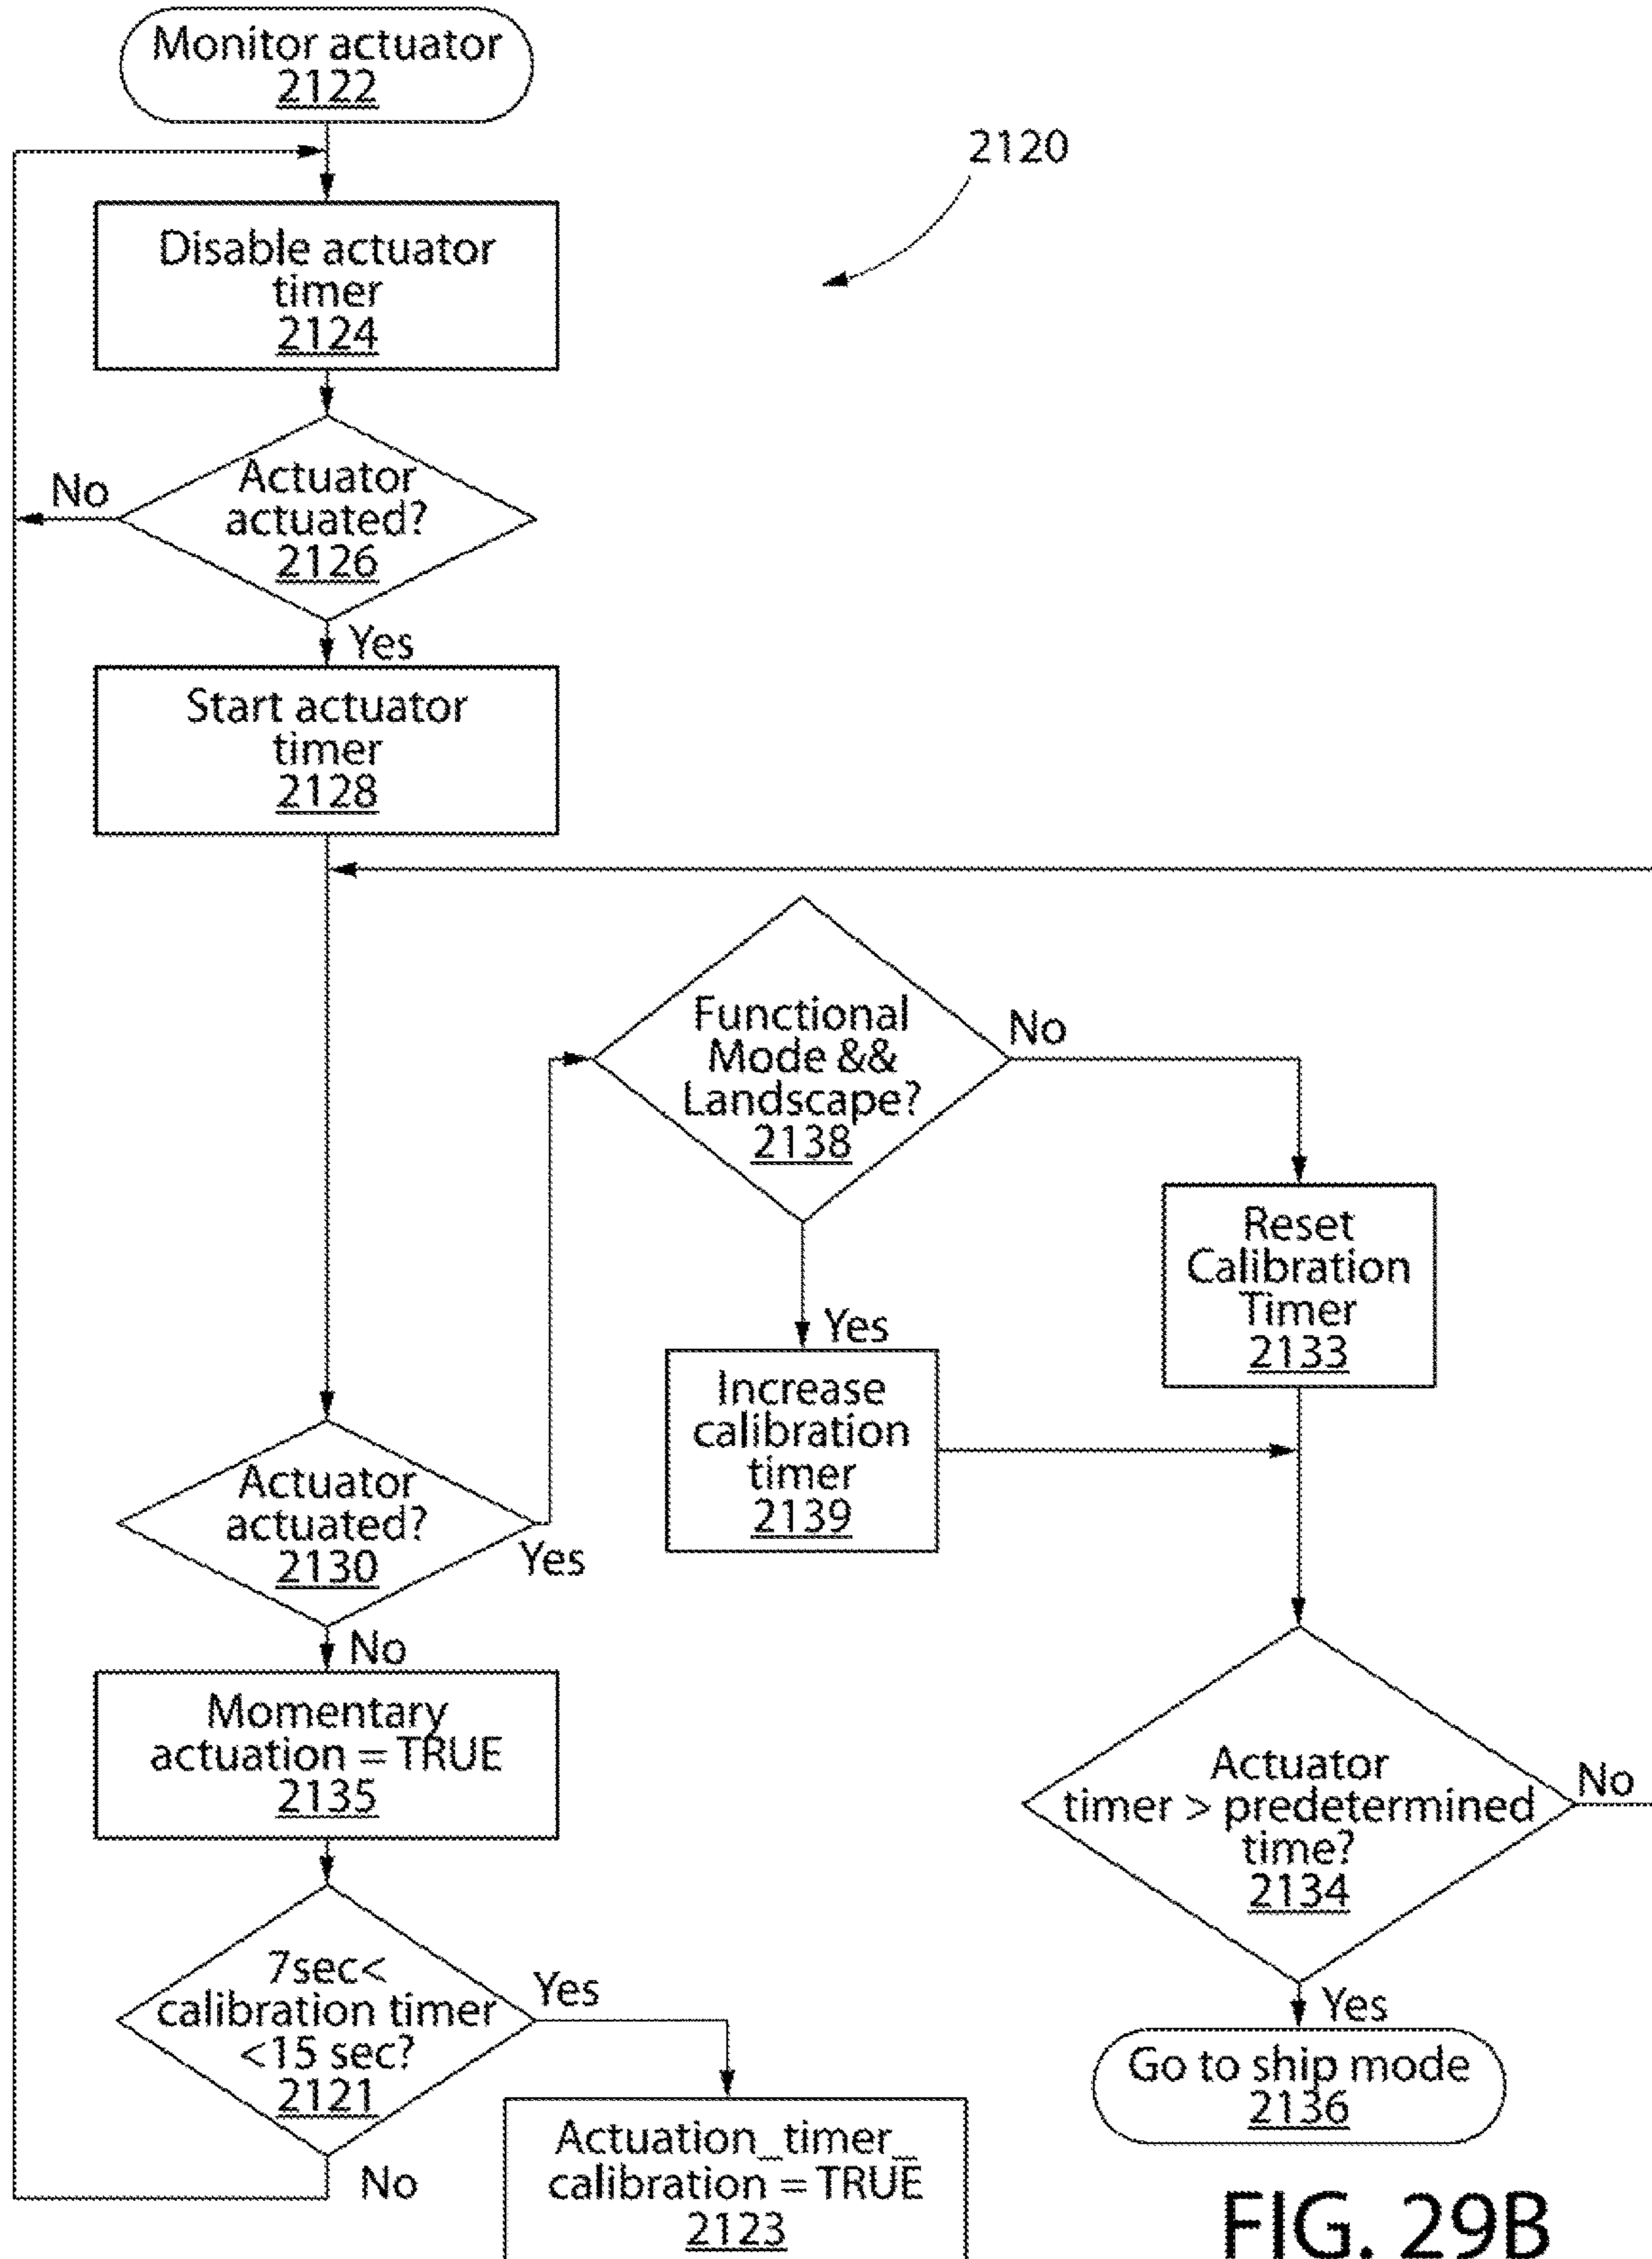 Monitor actuator
2122
2120
Disable actuator
timer
2124
Actuator
actuated?
2126
No
Yes
Start actuator
timer
2128
Functional
Mode &&
Landscape?
2138
No
Yes
Reset
Calibration
Timer
2133
Increase
calibration
timer
2139
Actuator
actuated?
2130
Yes
No
Momentary
actuation = TRUE
2135
Actuator
timer > predetermined
time?
2134
No
Yes
Go to ship mode
2136
7sec<
calibration timer
<15 sec?
2121
Yes
No
Actuation_timer_
calibration = TRUE
2123
FIG. 29B